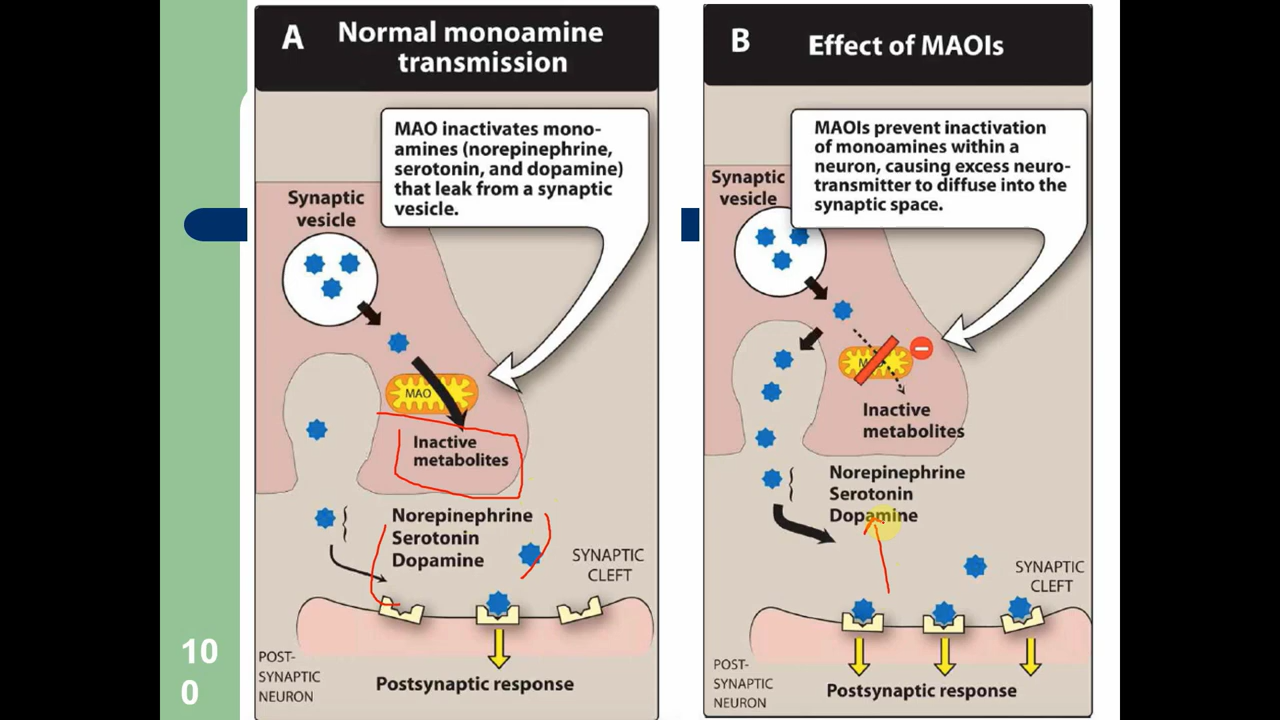 A
Normal monoamine
transmission
MAO inactivates mono-
amines (norepinephrine,
serotonin, and dopamine)
that leak from a synaptic
vesicle.
Synaptic
vesicle
MAO
Inactive
metabolites
Norepinephrine
Serotonin
Dopamine
SYNAPTIC
CLEFT
POST-
SYNAPTIC
NEURON
Postsynaptic response
B
Effect of MAOIs
MAOIs prevent inactivation
of monoamines within a
neuron, causing excess neuro-
transmitter to diffuse into the
synaptic space.
Synaptic
vesicle
Inactive
metabolites
Norepinephrine
Serotonin
Dopamine
SYNAPTIC
CLEFT
POST-
SYNAPTIC
NEURON
Postsynaptic response
10
0